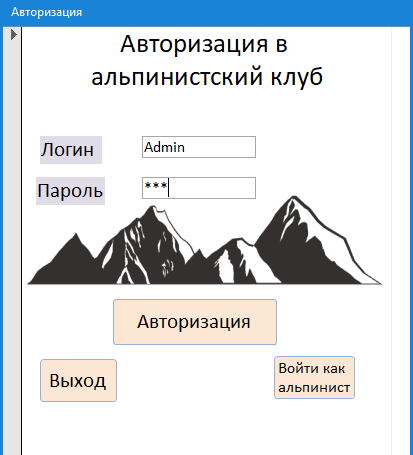 Авторизация
Авторизация в
альпинистский клуб
Логин
Admin
Пароль
***
Авторизация
Выход
Войти как
альпинист